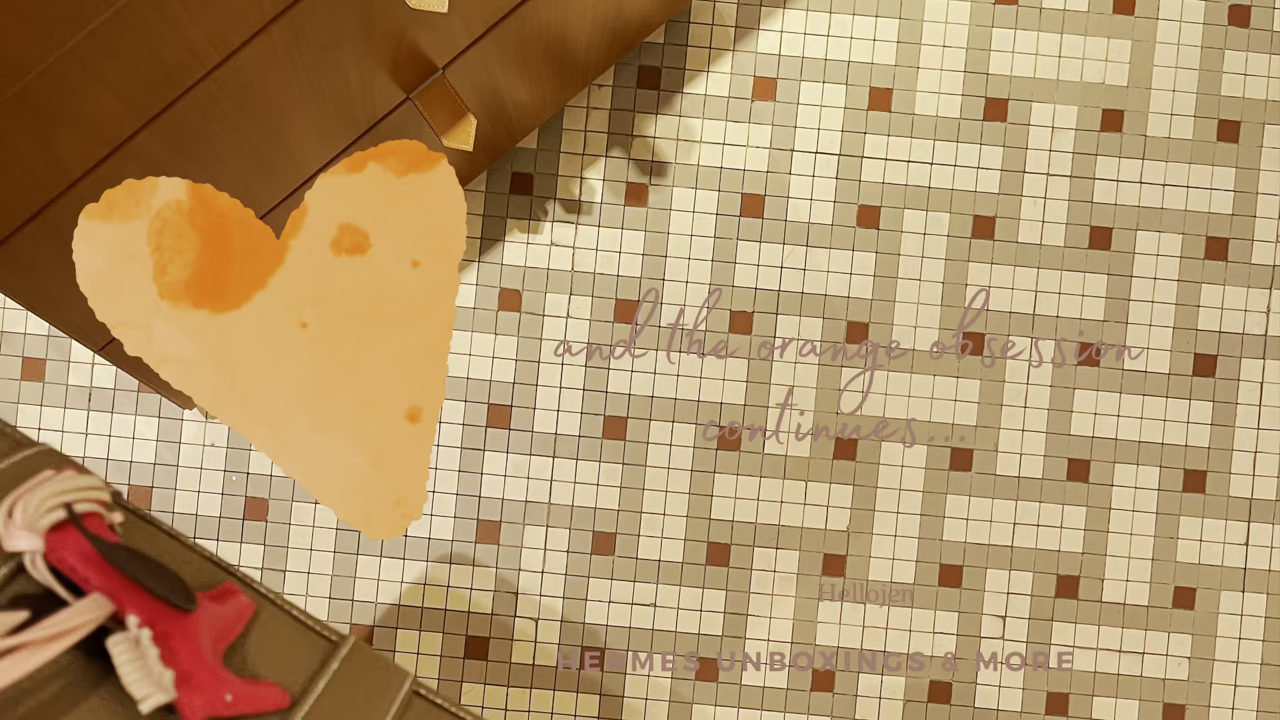 and the orange obsession
continues...
Hellojen
HERMES UNBOXINGS & MORE